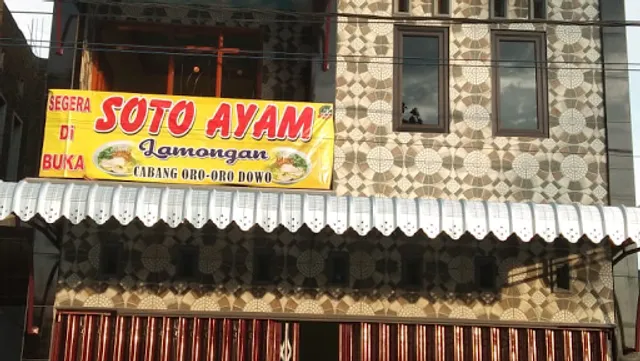 SEGERA
Di
BUKA
SOTO AYAM
Lamongan
CABANG ORO-ORO DOWO